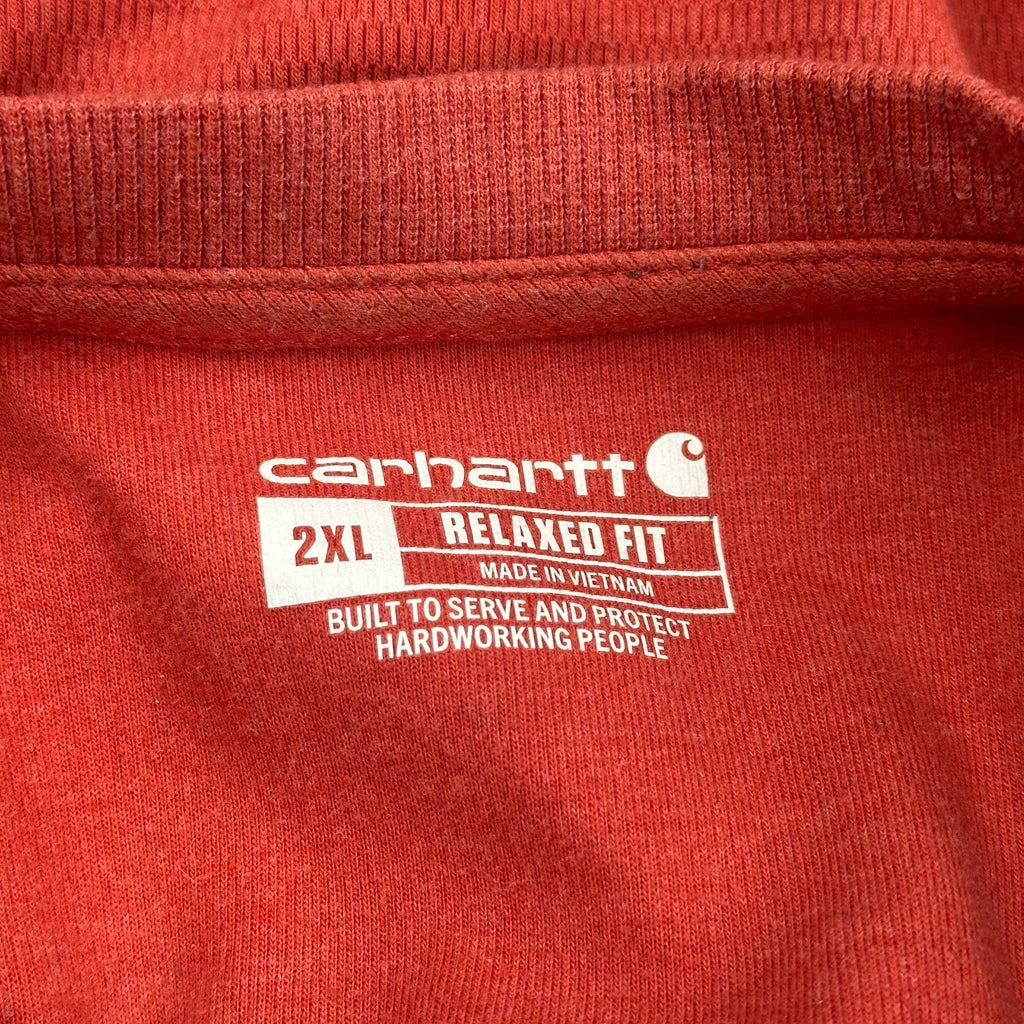 carhartt
2XL
RELAXED FIT
MADE IN VIETNAM
BUILT TO SERVE AND PROTECT
HARDWORKING PEOPLE